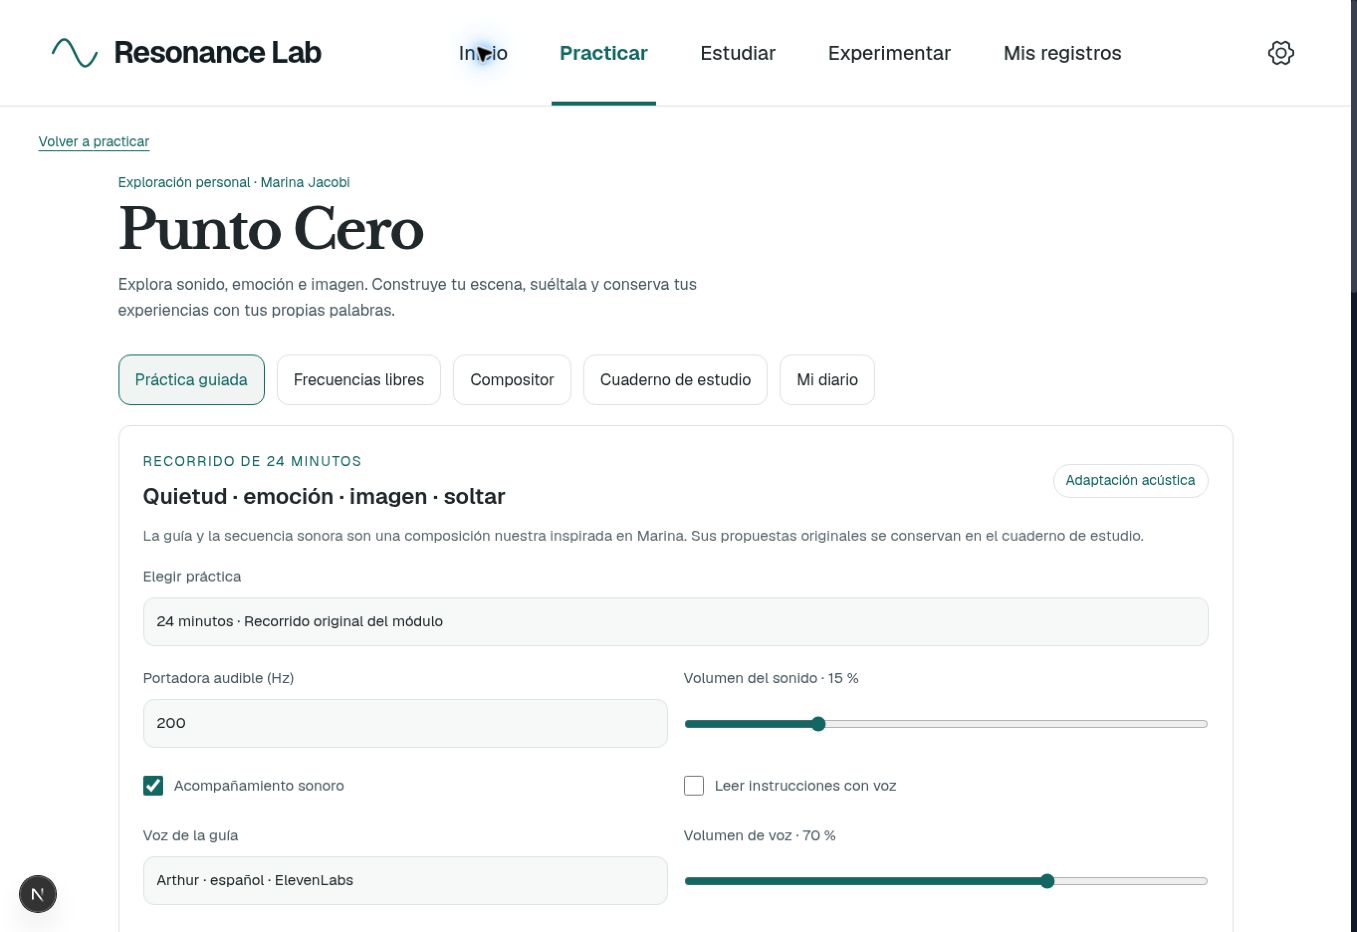 Resonance Lab
Inicio
Practicar
Estudiar
Experimentar
Mis registros
Volver a practicar
Exploración personal · Marina Jacobi
Punto Cero
Explora sonido, emoción e imagen. Construye tu escena, suéltala y conserva tus
experiencias con tus propias palabras.
Práctica guiada
Frecuencias libres
Compositor
Cuaderno de estudio
Mi diario
RECORRIDO DE 24 MINUTOS
Quietud · emoción · imagen · soltar
Adaptación acústica
La guía y la secuencia sonora son una composición nuestra inspirada en Marina. Sus propuestas originales se conservan en el cuaderno de estudio.
Elegir práctica
24 minutos · Recorrido original del módulo
Portadora audible (Hz)
Volumen del sonido · 15 %
200
Acompañamiento sonoro
Leer instrucciones con voz
Voz de la guía
Volumen de voz · 70 %
Arthur · español · ElevenLabs
N